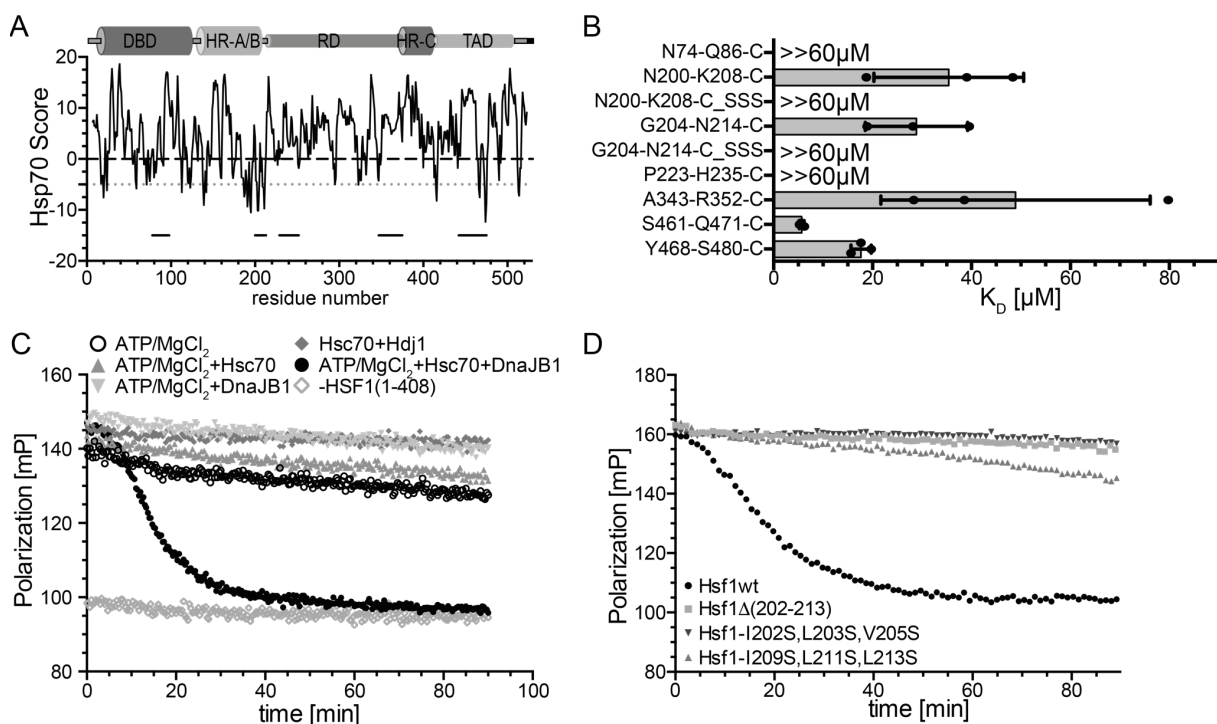 A
DBD HR-A/B RD HR-C TAD
Hsp70 Score
20
10
0
-10
-20
0 100 200 300 400 500
residue number
B
N74-Q86-C >>60µM
N200-K208-C
N200-K208-C_SSS >>60µM
G204-N214-C
G204-N214-C_SSS >>60µM
P223-H235-C >>60µM
A343-R352-C
S461-Q471-C
Y468-S480-C
0 20 40 60 80
K_D [µM]
C
ATP/MgCl₂ Hsc70+Hdj1
ATP/MgCl₂+Hsc70 ATP/MgCl₂+Hsc70+DnaJB1
ATP/MgCl₂+DnaJB1 -HSF1(1-408)
Polarization [mP]
160
140
120
100
80
0 20 40 60 80 100
time [min]
D
Polarization [mP]
180
160
140
120
100
80
Hsf1wt
Hsf1Δ(202-213)
Hsf1-I202S,L203S,V205S
Hsf1-I209S,L211S,L213S
0 20 40 60 80
time [min]